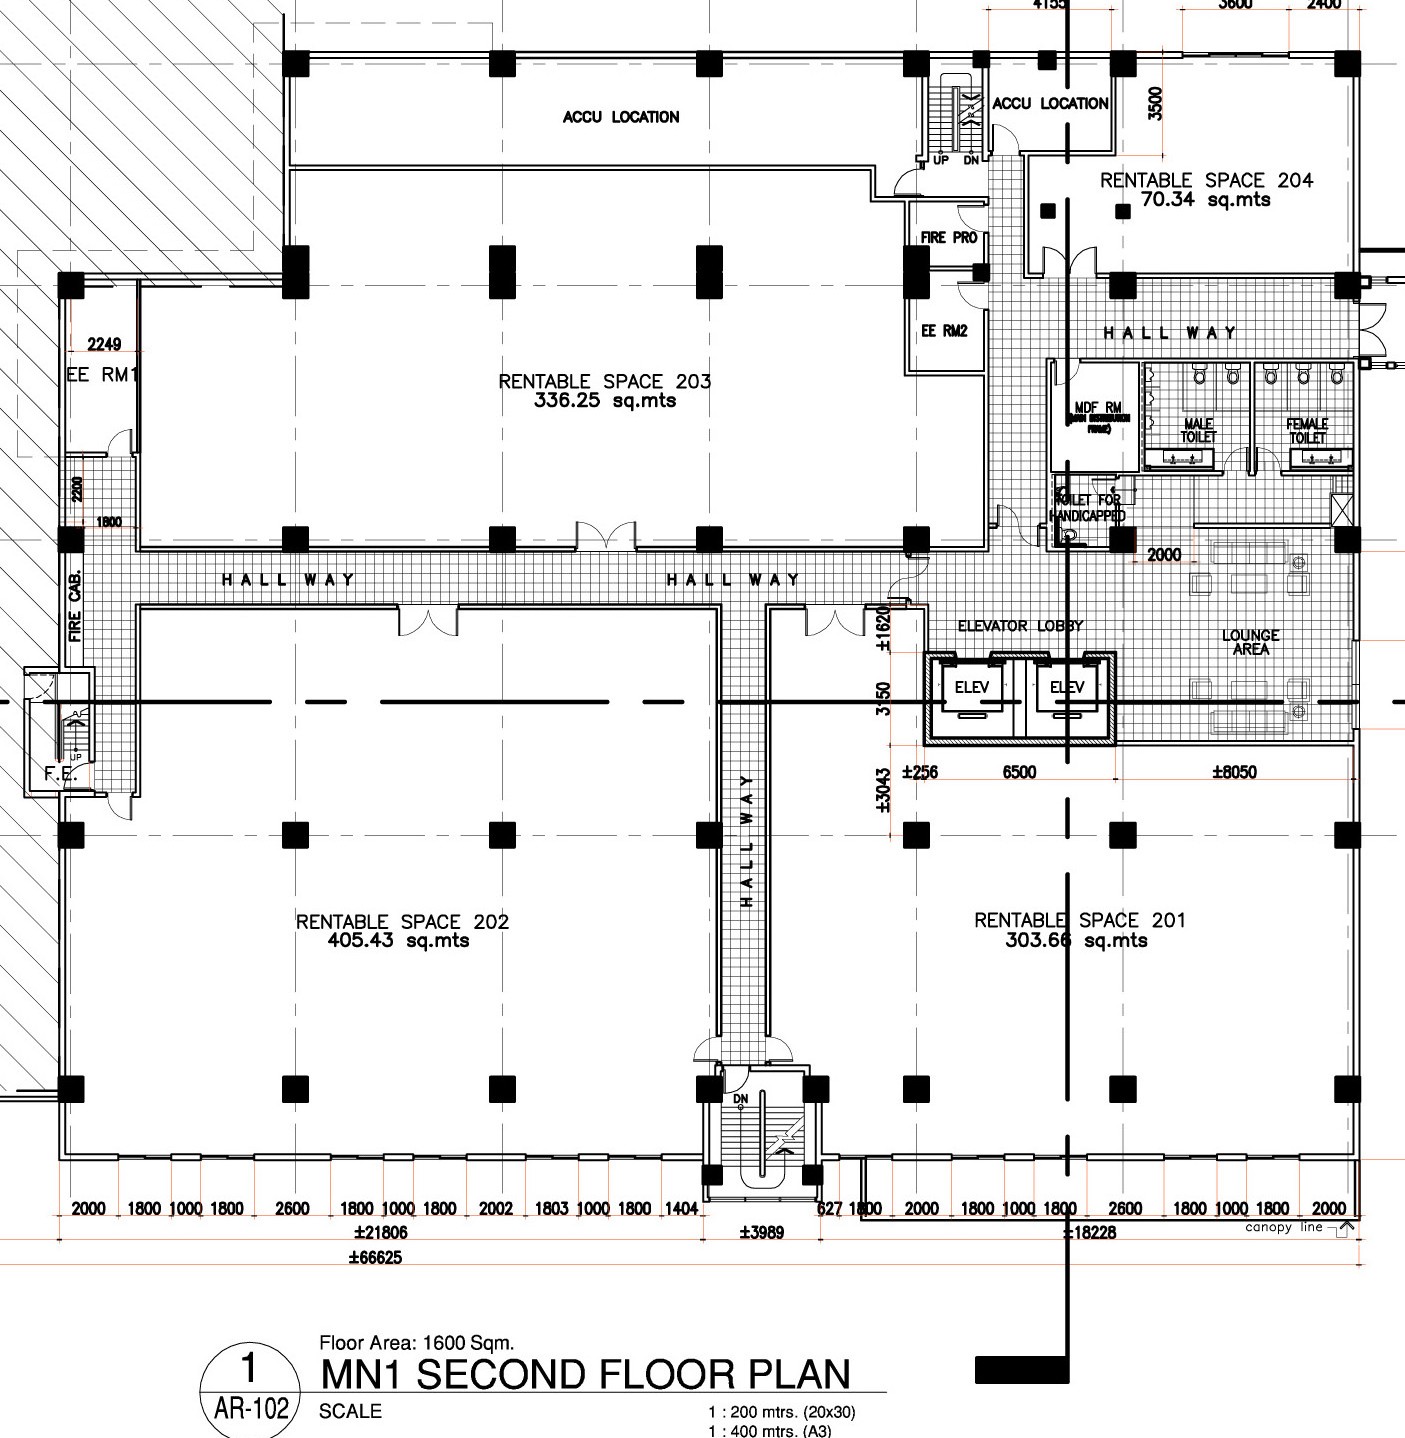 4155
3600
2400
ACCU LOCATION
ACCU LOCATION
3500
UP
DN
RENTABLE SPACE 204
70.34 sq.mts
FIRE PRO
EE RM2
HALL WAY
2249
EE RM1
RENTABLE SPACE 203
336.25 sq.mts
MDF RM
(MAIN DISTRIBUTION
FRAME)
MALE
TOILET
FEMALE
TOILET
2200
1800
TOILET FOR
HANDICAPPED
2000
FIRE CAB.
HALL WAY
HALL WAY
±1620
ELEVATOR LOBBY
LOUNGE
AREA
ELEV
ELEV
3150
UP
F.E.
±256
6500
±8050
±3043
HALL WAY
RENTABLE SPACE 202
405.43 sq.mts
RENTABLE SPACE 201
303.66 sq.mts
DN
2000 1800 1000 1800 2600 1800 1000 1800 2002 1803 1000 1800 1404 627 1800 2000 1800 1000 1800 2600 1800 1000 1800 2000
canopy line
±21806
±3989
±18228
±66625
1
AR-102
Floor Area: 1600 Sqm.
MN1 SECOND FLOOR PLAN
SCALE
1 : 200 mtrs. (20x30)
1 : 400 mtrs. (A3)